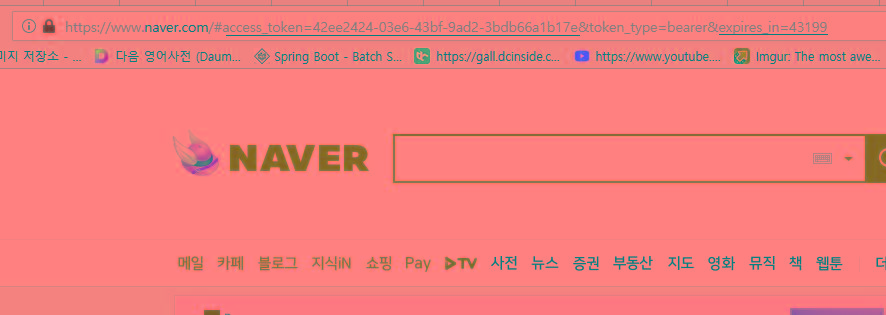 https://www.naver.com/#access_token=42ee2424-03e6-43bf-9ad2-3bdb66a1b17e&token_type=bearer&expires_in=43199
미지 저장소 - ... 다음 영어사전 (Daum... Spring Boot - Batch S... https://gall.dcinside.c... https://www.youtube.... Imgur: The most awe...
NAVER
메일 카페 블로그 지식iN 쇼핑 Pay TV 사전 뉴스 증권 부동산 지도 영화 뮤직 책 웹툰